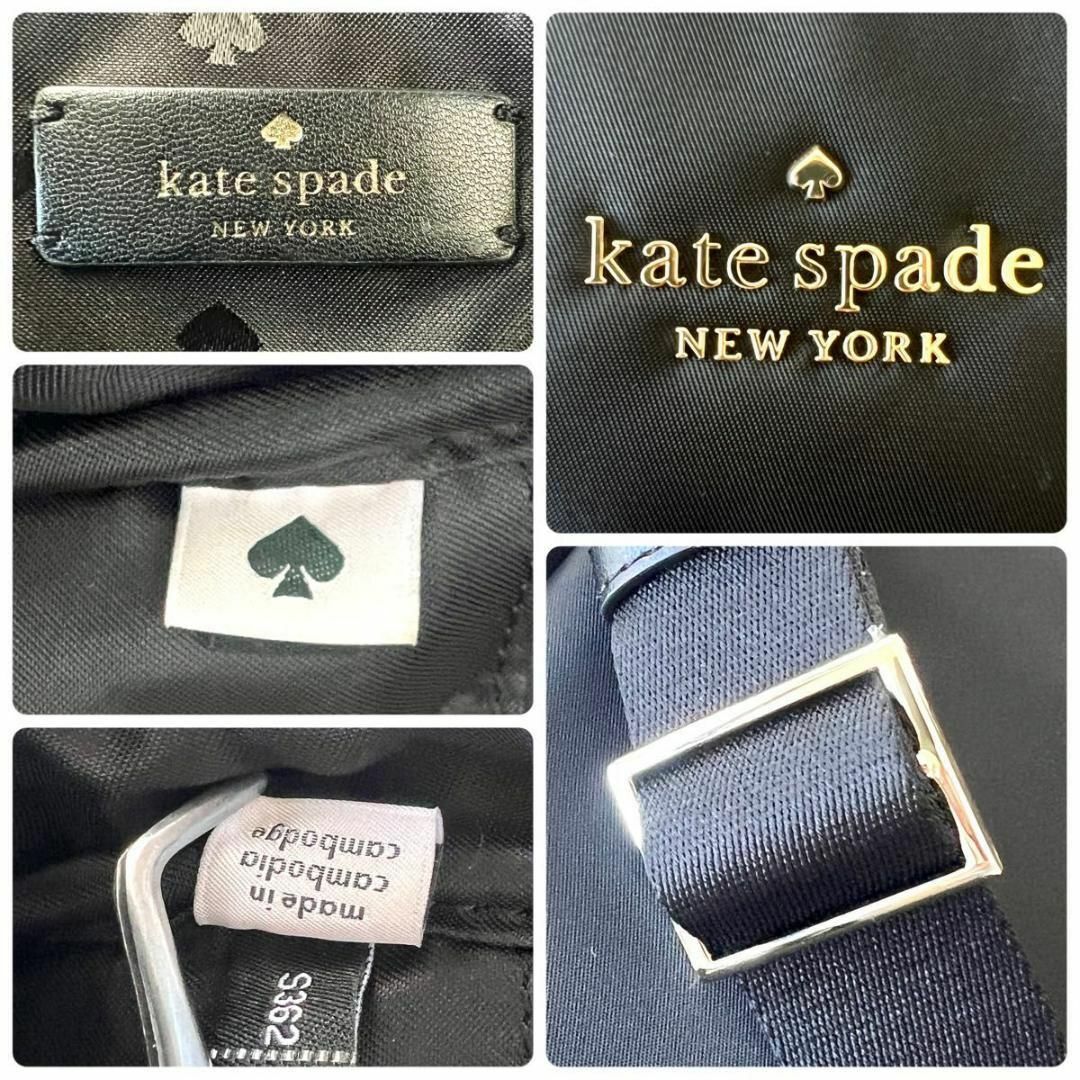 kate spade
NEW YORK
kate spade
NEW YORK
made in
cambodia
cambodge
S362